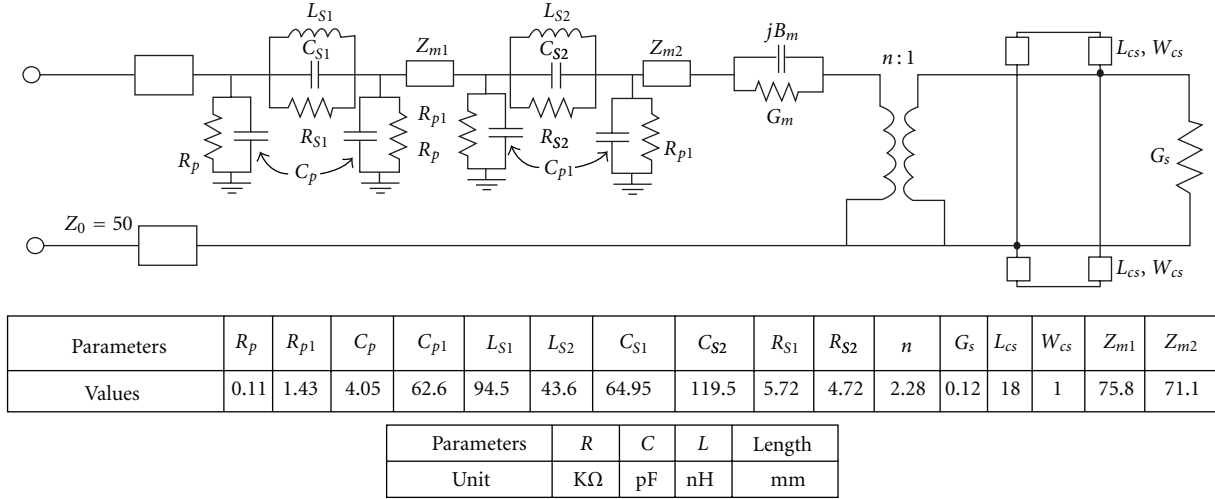 L_S1
L_S2
C_S1
C_S2
Z_m1
Z_m2
jB_m
n : 1
L_cs, W_cs
G_m
R_p
R_S1
R_p1
R_p
R_S2
R_p1
C_p
C_p1
G_s
Z_0 = 50
L_cs, W_cs
Parameters R_p R_p1 C_p C_p1 L_S1 L_S2 C_S1 C_S2 R_S1 R_S2 n G_s L_cs W_cs Z_m1 Z_m2
Values 0.11 1.43 4.05 62.6 94.5 43.6 64.95 119.5 5.72 4.72 2.28 0.12 18 1 75.8 71.1
Parameters R C L Length
Unit KΩ pF nH mm